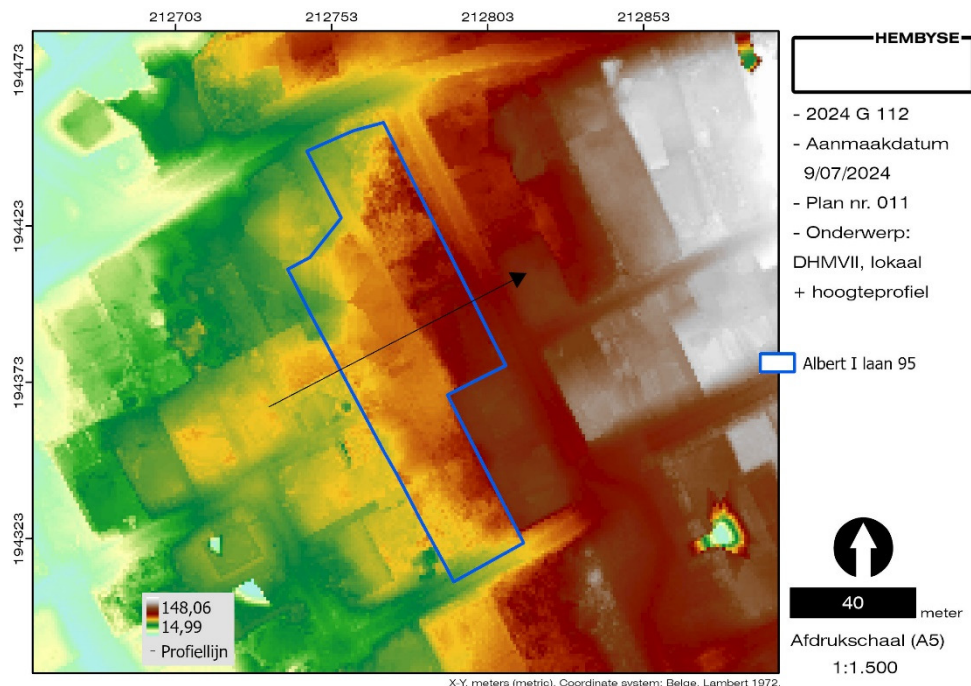 212703 212753 212803 212853
194473
194423
194373
194323
HEMBYSE
- 2024 G 112
- Aanmaakdatum
9/07/2024
- Plan nr. 011
- Onderwerp:
DHMVII, lokaal
+ hoogteprofiel
Albert I laan 95
148,06
14,99
- Profiellijn
40 meter
Afdrukschaal (A5)
1:1.500
X-Y, meters (metric), Coordinate system: Belge, Lambert 1972.